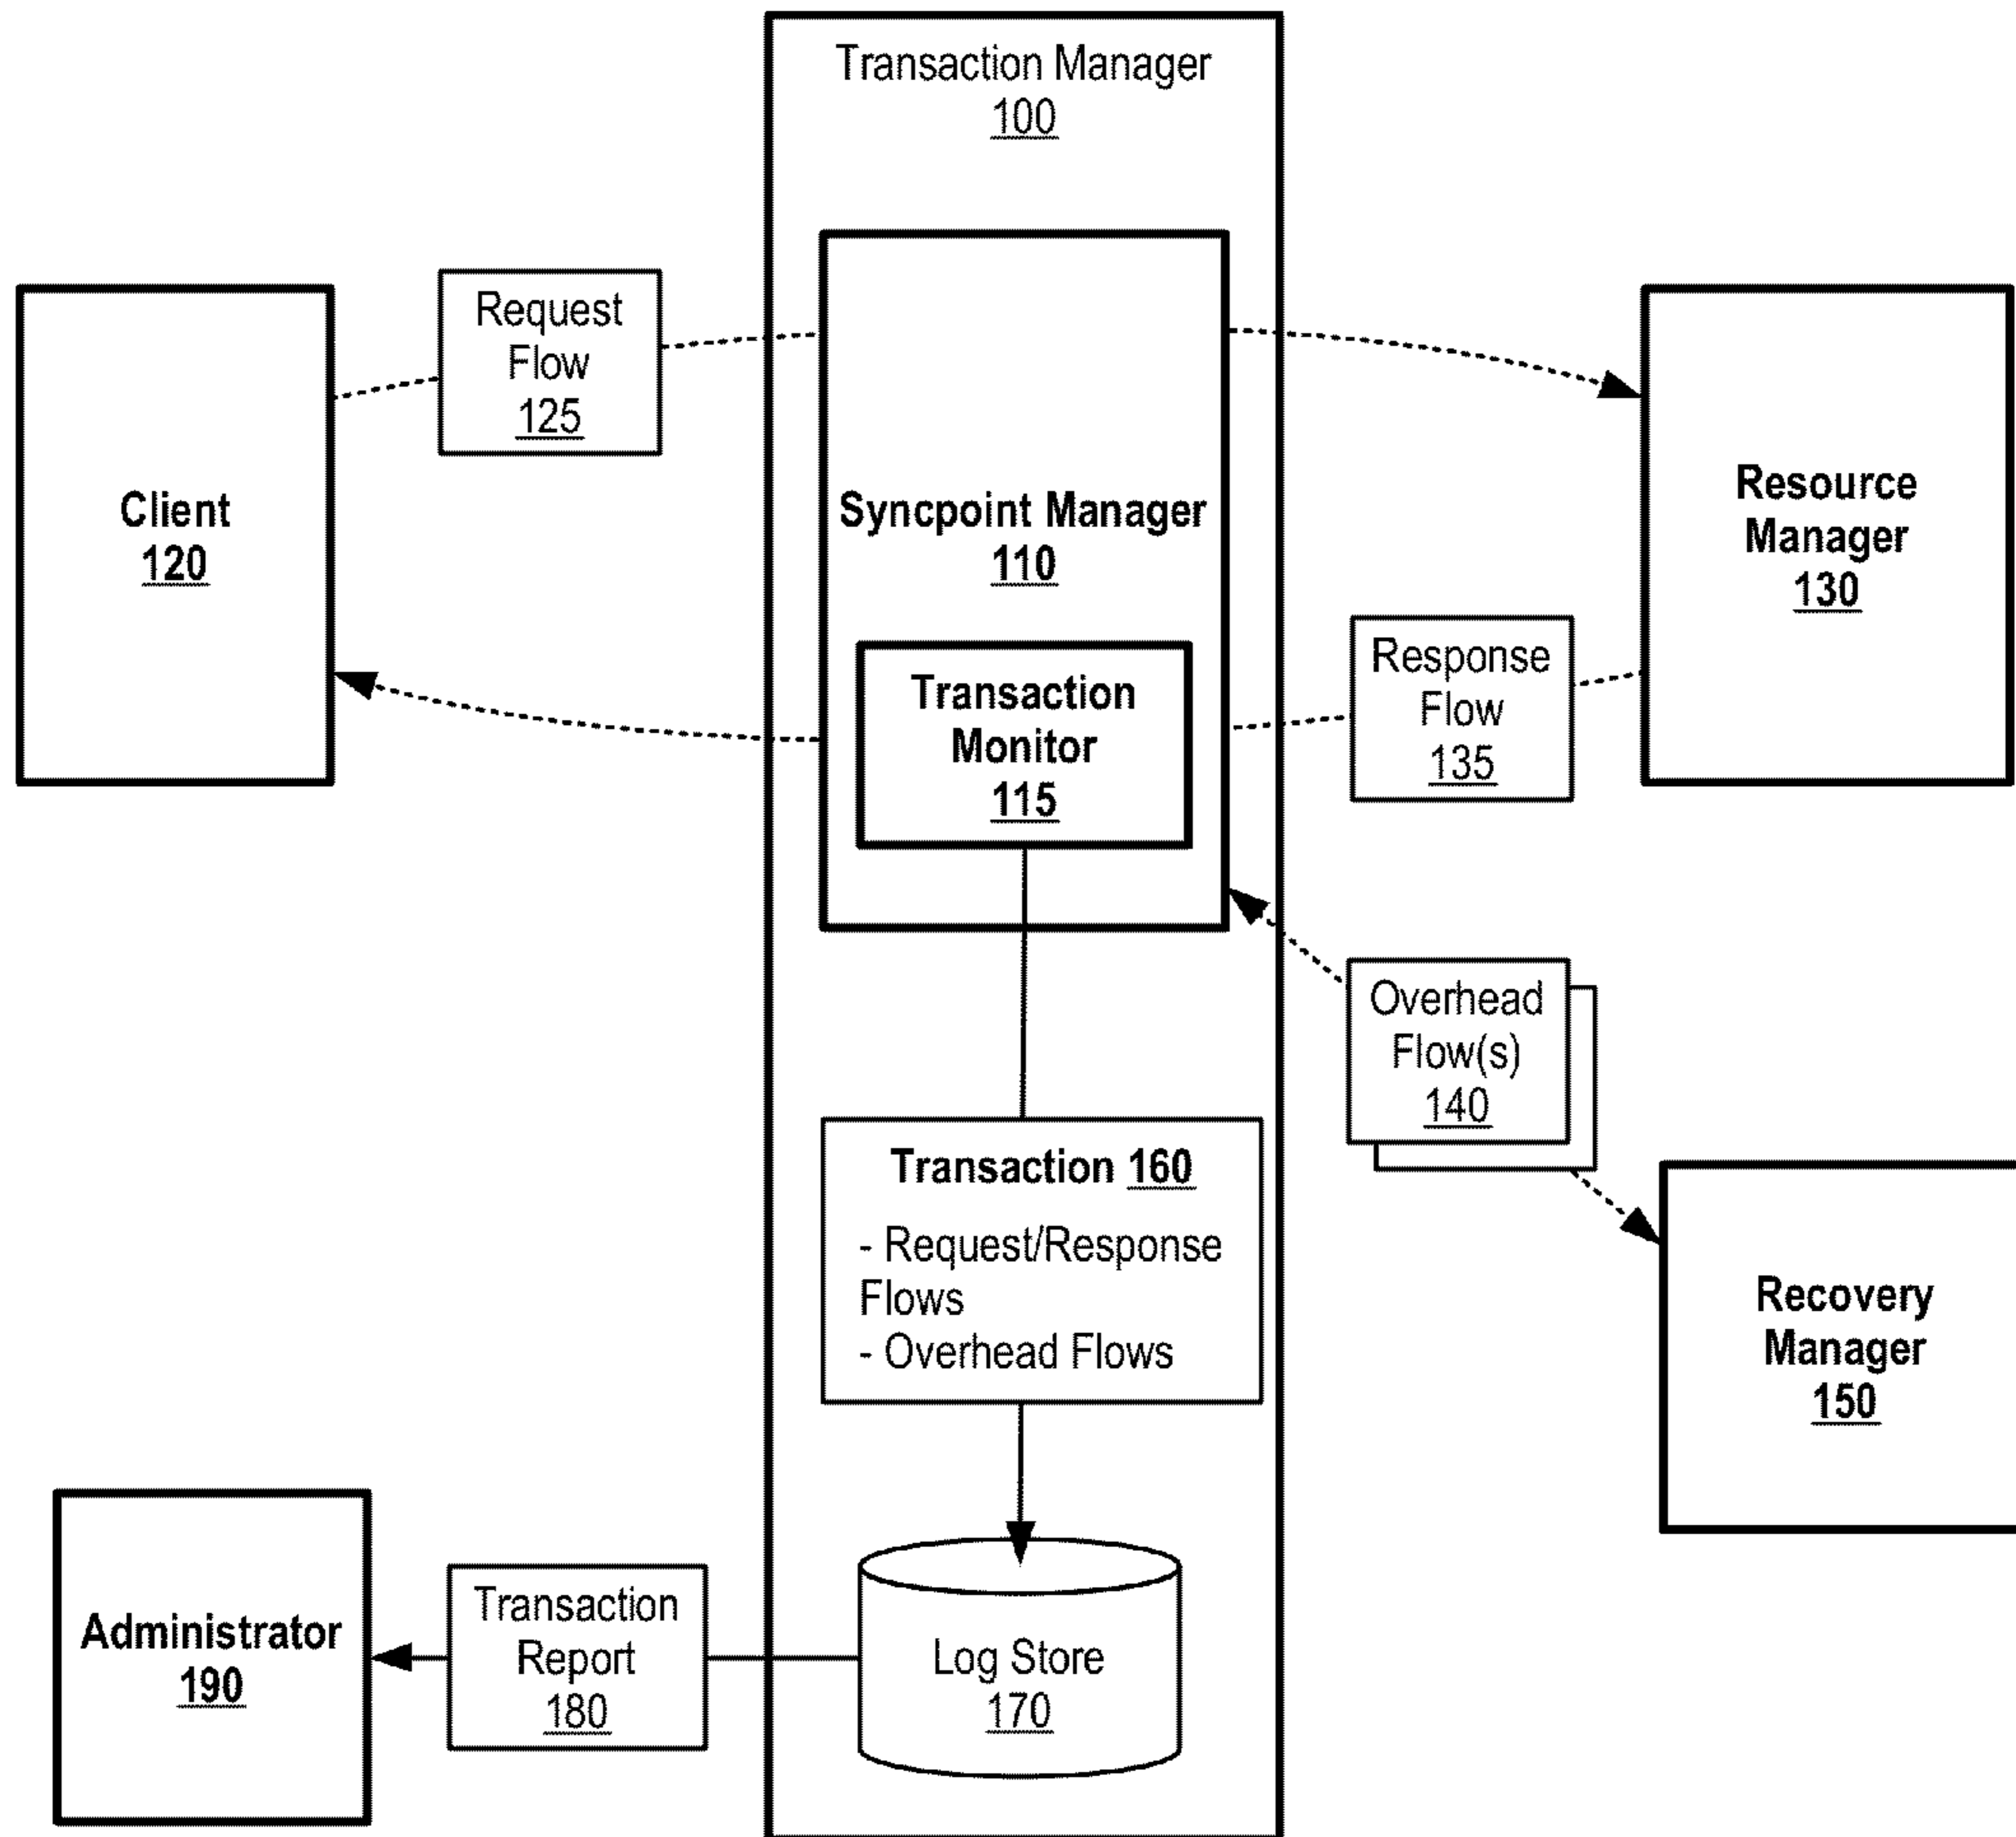 Transaction Manager
100
Request
Flow
125
Client
120
Syncpoint Manager
110
Resource
Manager
130
Transaction
Monitor
115
Response
Flow
135
Overhead
Flow(s)
140
Transaction 160
- Request/Response
Flows
- Overhead Flows
Recovery
Manager
150
Administrator
190
Transaction
Report
180
Log Store
170